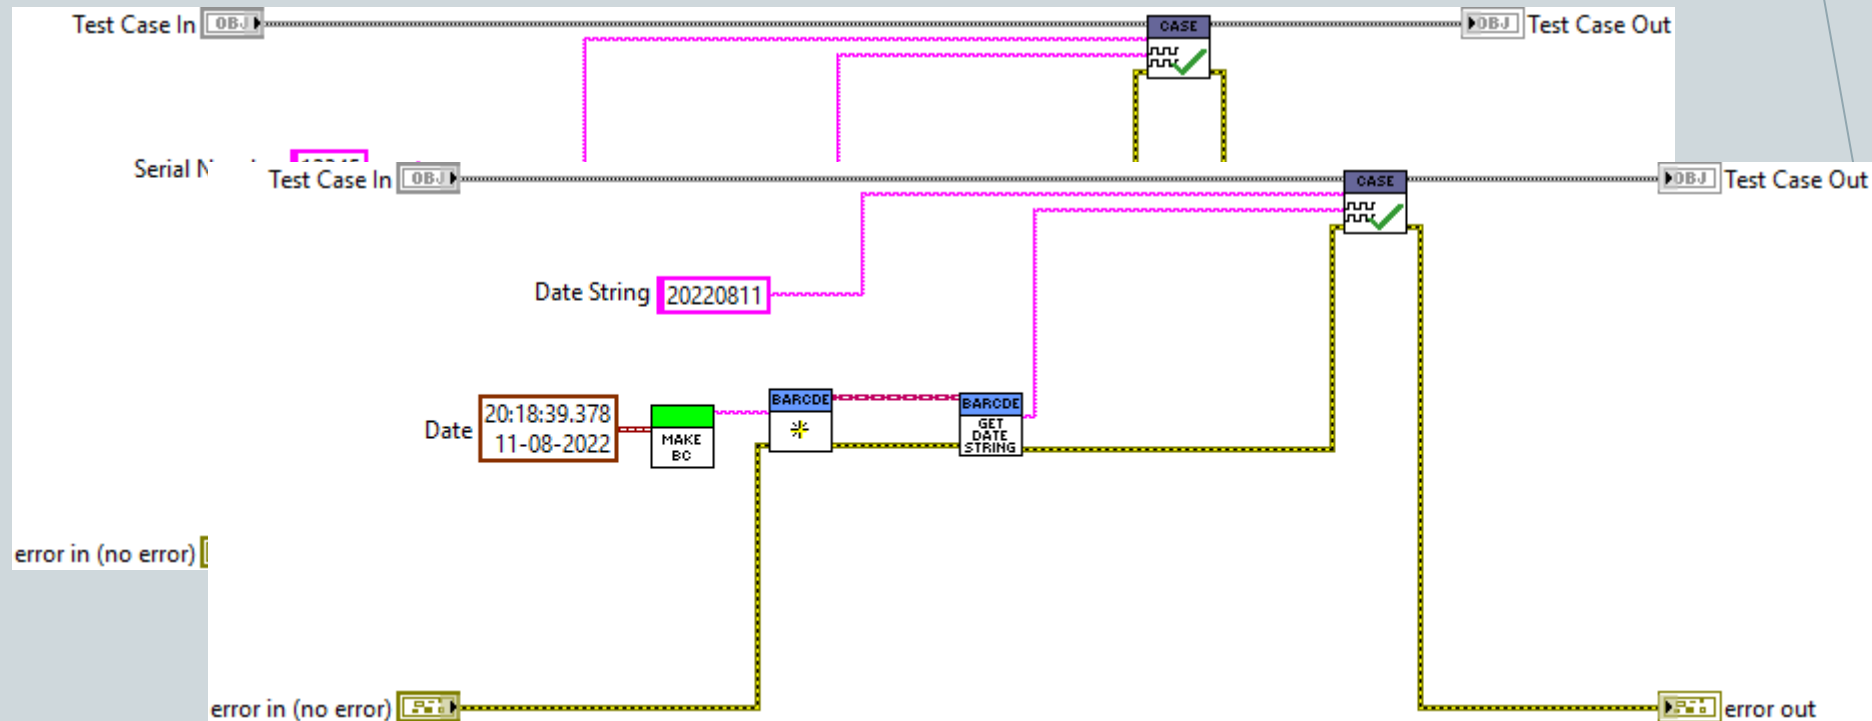 Test Case In OBJ
CASE
OBJ Test Case Out
Serial
Test Case In OBJ
CASE
OBJ Test Case Out
Date String 20220811
Date 20:18:39.378
11-08-2022
MAKE
BC
BARCDE
BARCDE
GET
DATE
STRING
error in (no error)
error in (no error)
error out